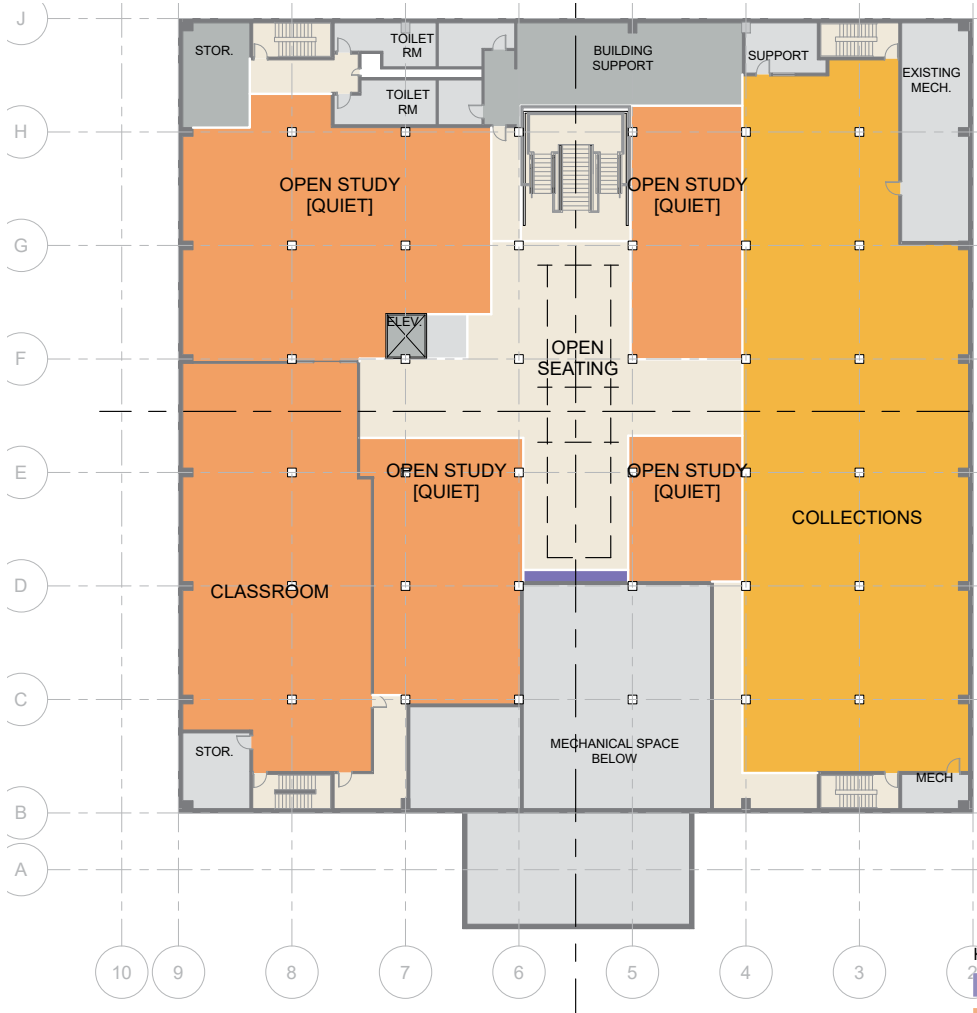 J
STOR.
TOILET
RM
BUILDING
SUPPORT
SUPPORT
EXISTING
MECH.
TOILET
RM
H
OPEN STUDY
[QUIET]
OPEN STUDY
[QUIET]
G
ELEV.
F
OPEN
SEATING
E
OPEN STUDY
[QUIET]
OPEN STUDY
[QUIET]
COLLECTIONS
D
CLASSROOM
C
STOR.
MECHANICAL SPACE
BELOW
MECH
B
A
10
9
8
7
6
5
4
3
2